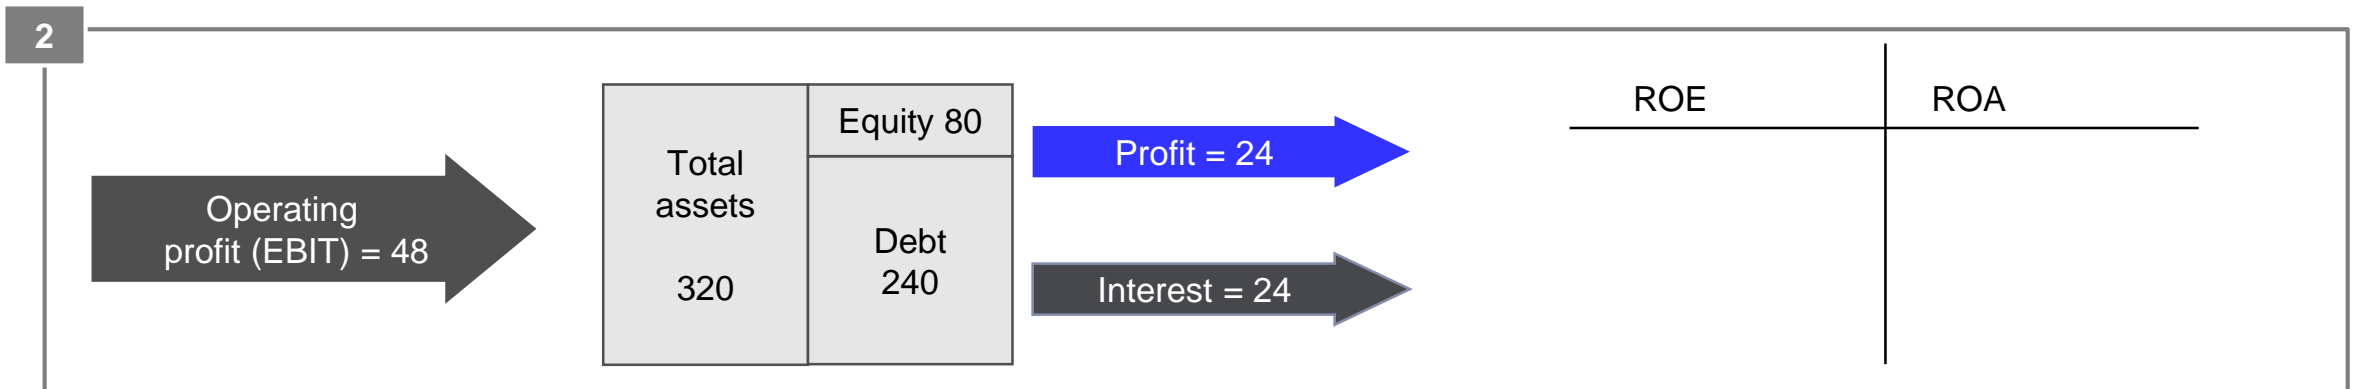 2
Operating
profit (EBIT) = 48
Total
assets
320
Equity 80
Debt
240
Profit = 24
Interest = 24
ROE
ROA